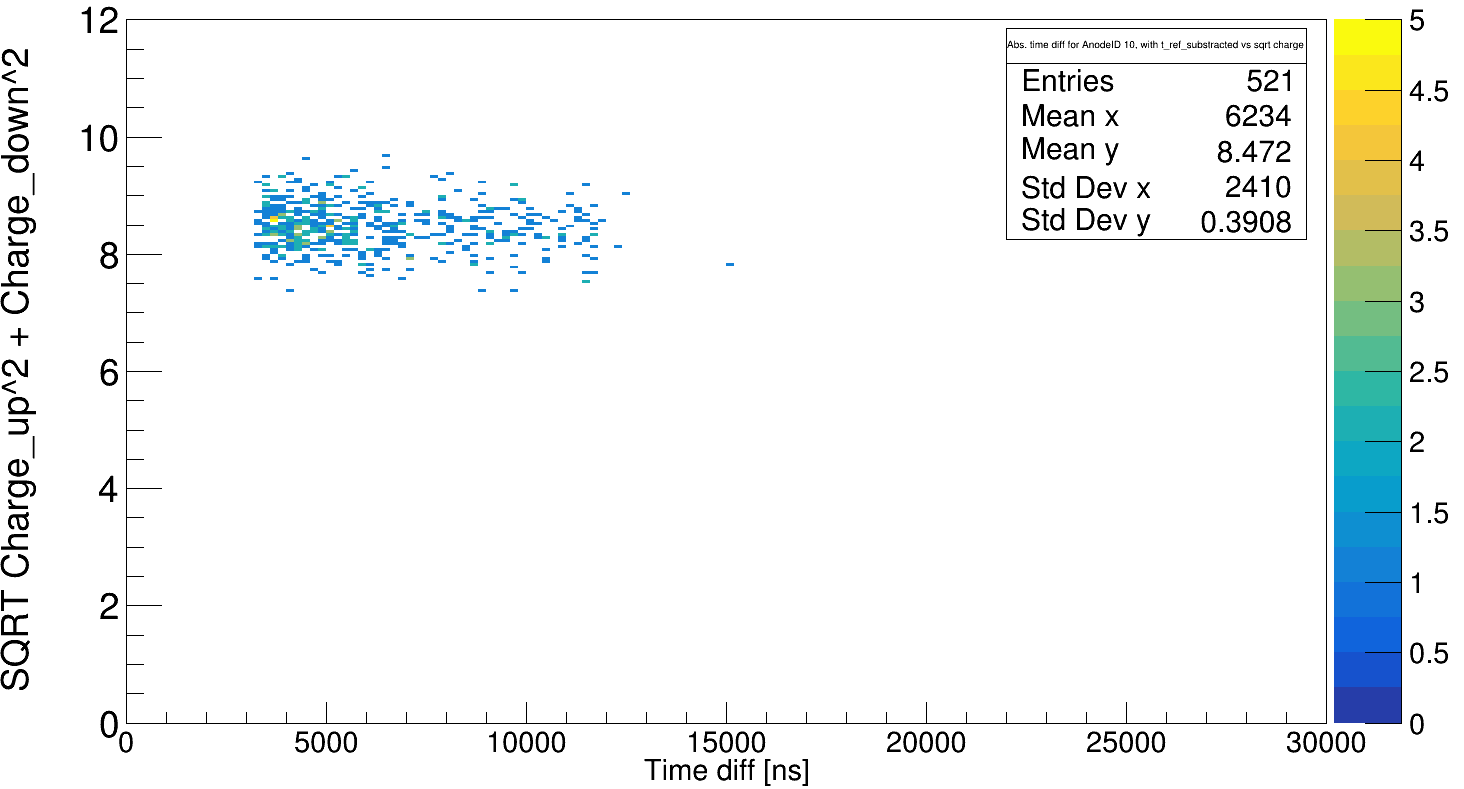 SQRT Charge_up^2 + Charge_down^2
12
10
8
6
4
2
0
Abs. time diff for AnodeID 10, with t_ref_substracted vs sqrt charge
Entries 521
Mean x 6234
Mean y 8.472
Std Dev x 2410
Std Dev y 0.3908
5
4.5
4
3.5
3
2.5
2
1.5
1
0.5
0
0 5000 10000 15000 20000 25000 30000
Time diff [ns]